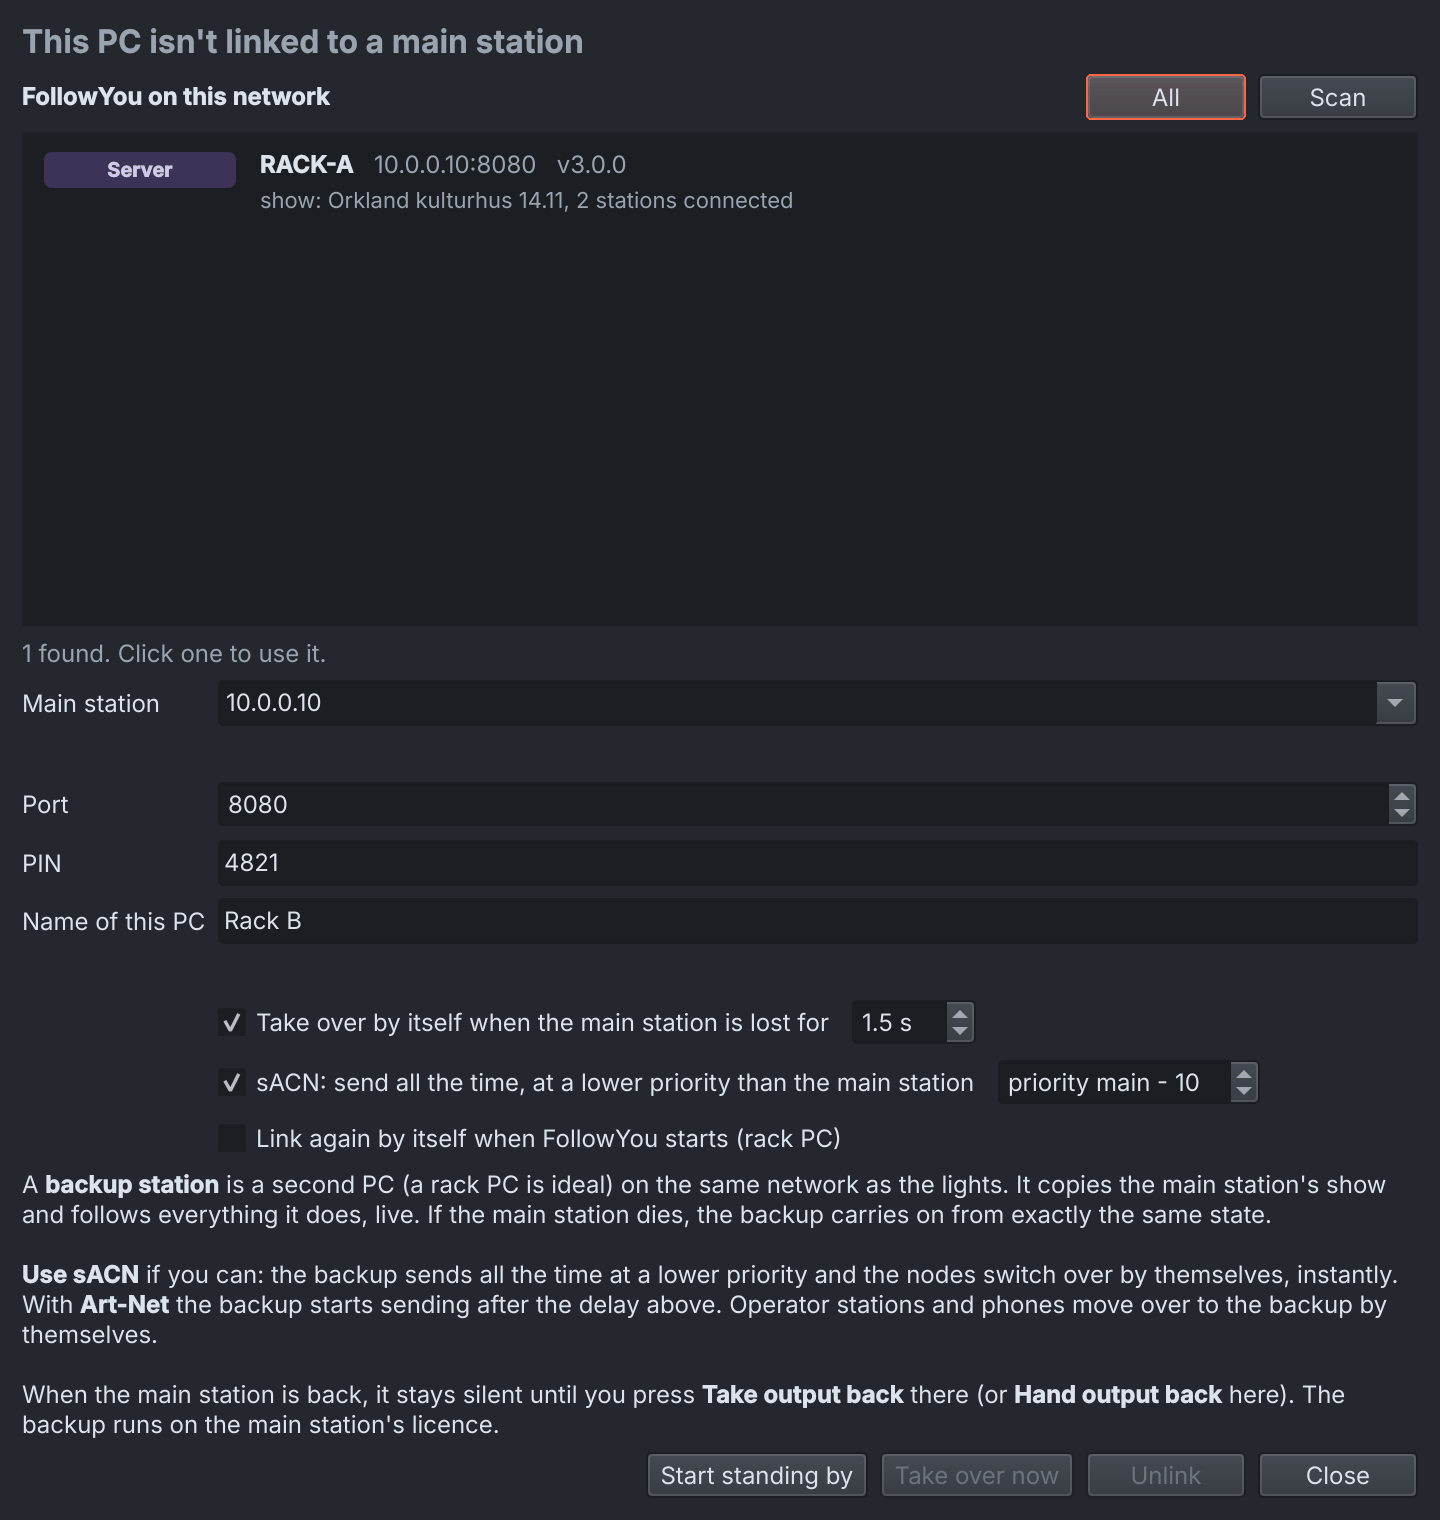 This PC isn't linked to a main station
FollowYou on this network
All
Scan
Server
RACK-A 10.0.0.10:8080 v3.0.0
show: Orkland kulturhus 14.11, 2 stations connected
1 found. Click one to use it.
Main station
10.0.0.10
Port
8080
PIN
4821
Name of this PC
Rack B
Take over by itself when the main station is lost for
1.5 s
sACN: send all the time, at a lower priority than the main station
priority main - 10
Link again by itself when FollowYou starts (rack PC)
A backup station is a second PC (a rack PC is ideal) on the same network as the lights. It copies the main station's show
and follows everything it does, live. If the main station dies, the backup carries on from exactly the same state.
Use sACN if you can: the backup sends all the time at a lower priority and the nodes switch over by themselves, instantly.
With Art-Net the backup starts sending after the delay above. Operator stations and phones move over to the backup by
themselves.
When the main station is back, it stays silent until you press Take output back there (or Hand output back here). The
backup runs on the main station's licence.
Start standing by
Take over now
Unlink
Close